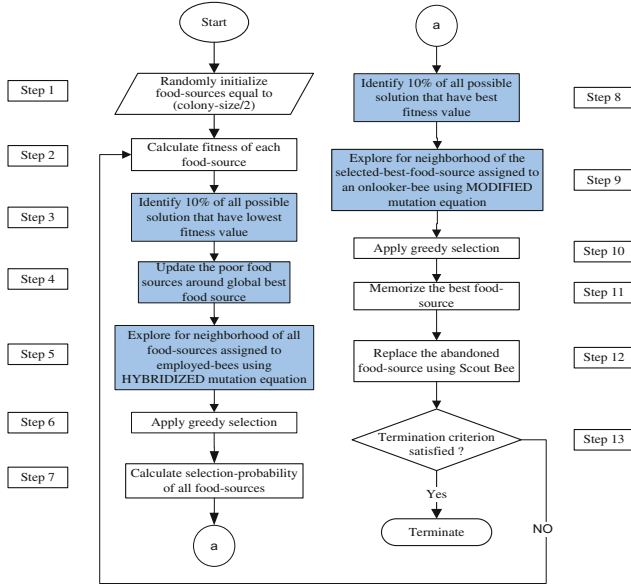 Start
Step 1
Randomly initialize
food-sources equal to
(colony-size/2)
Step 2
Calculate fitness of each
food-source
Step 3
Identify 10% of all possible
solution that have lowest
fitness value
Step 4
Update the poor food
sources around global best
food source
Step 5
Explore for neighborhood of all
food-sources assigned to
employed-bees using
HYBRIDIZED mutation equation
Step 6
Apply greedy selection
Step 7
Calculate selection-probability
of all food-sources
a
a
Identify 10% of all possible
solution that have best
fitness value
Step 8
Explore for neighborhood of the
selected-best-food-source assigned to
an onlooker-bee using MODIFIED
mutation equation
Step 9
Apply greedy selection
Step 10
Memorize the best food-
source
Step 11
Replace the abandoned
food-source using Scout Bee
Step 12
Termination criterion
satisfied ?
Step 13
Yes
NO
Terminate